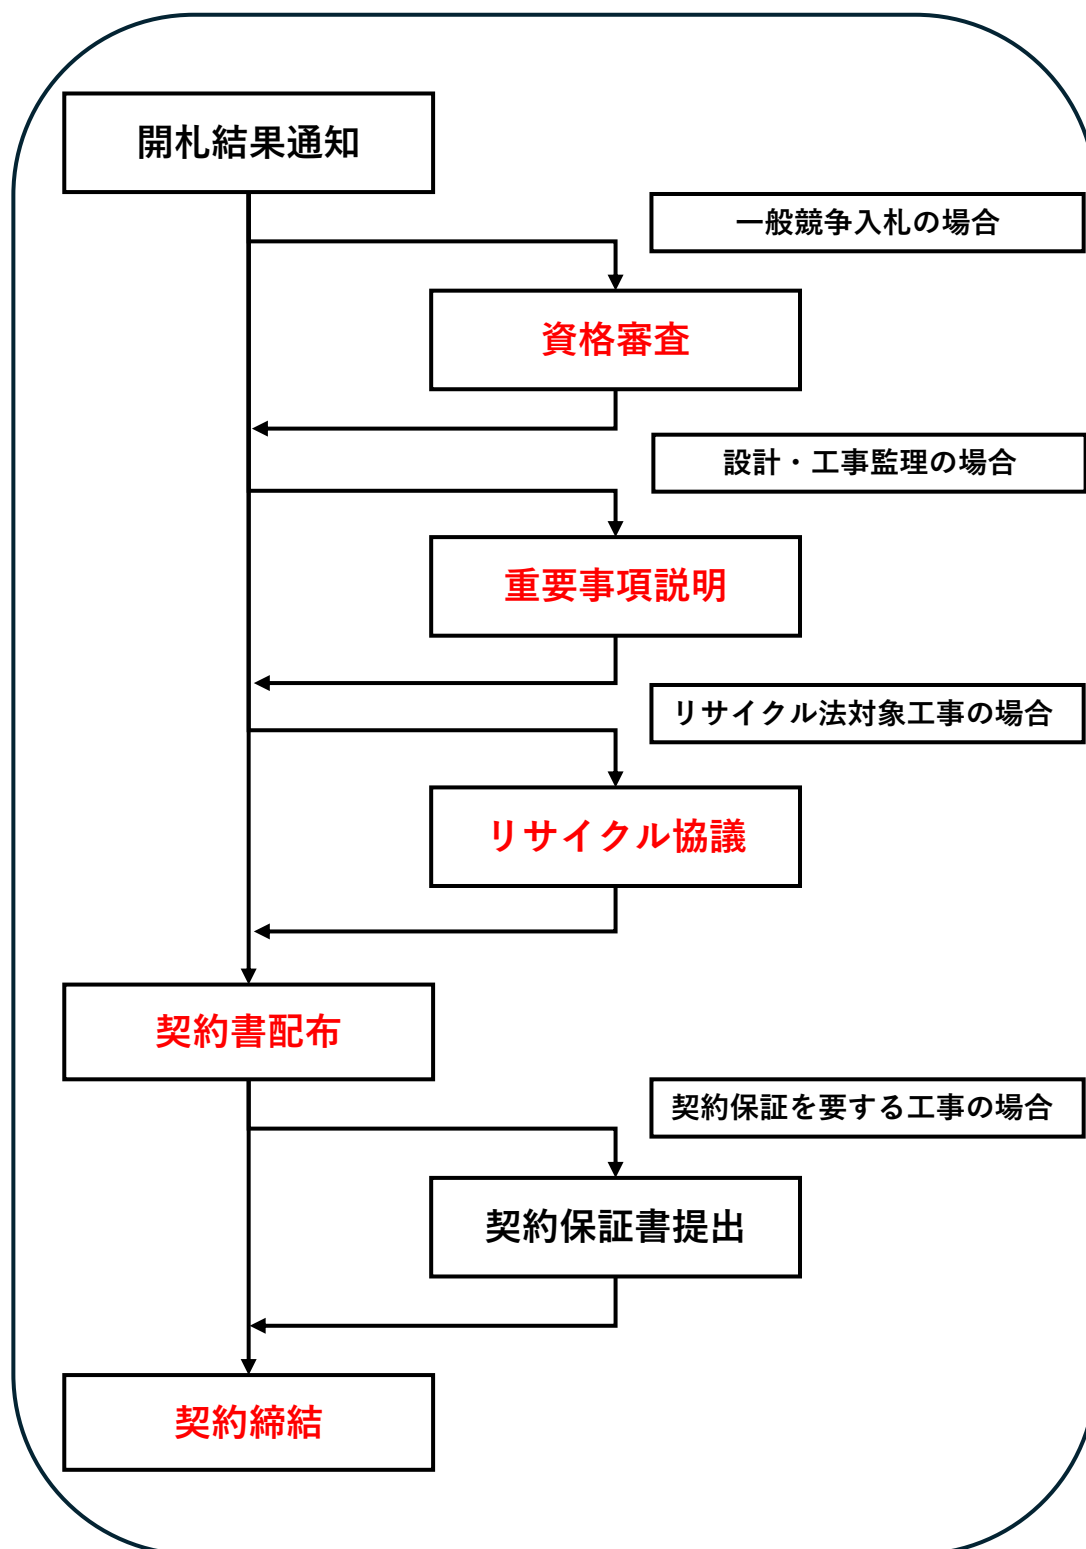 開札結果通知
一般競争入札の場合
資格審査
設計・工事監理の場合
重要事項説明
リサイクル法対象工事の場合
リサイクル協議
契約書配布
契約保証を要する工事の場合
契約保証書提出
契約締結